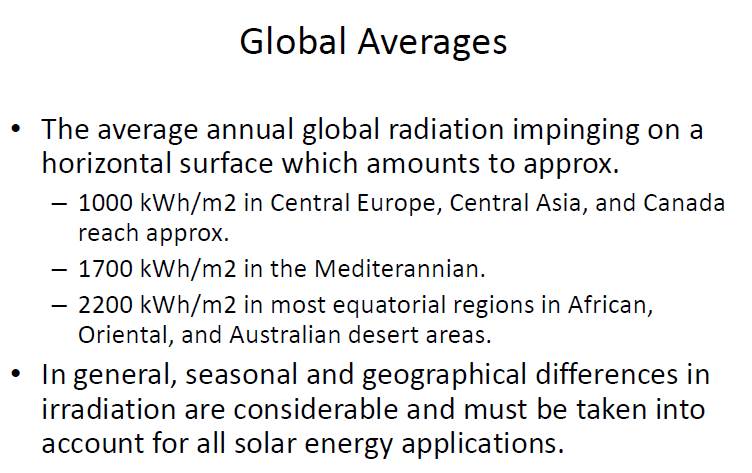 Global Averages
• The average annual global radiation impinging on a
horizontal surface which amounts to approx.
– 1000 kWh/m2 in Central Europe, Central Asia, and Canada
reach approx.
– 1700 kWh/m2 in the Mediterannian.
– 2200 kWh/m2 in most equatorial regions in African,
Oriental, and Australian desert areas.
• In general, seasonal and geographical differences in
irradiation are considerable and must be taken into
account for all solar energy applications.